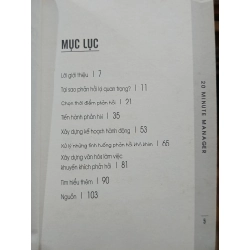 MỤC LỤC
Lời giới thiệu | 7
Tại sao phản hồi lại quan trọng? | 11
Chọn thời điểm phản hồi | 21
Tiến hành phản hồi | 35
Xây dựng kế hoạch hành động | 53
Xử lý những tình huống phản hồi khó khăn | 65
Xây dựng văn hóa làm việc
khuyến khích phản hồi | 81
Tìm hiểu thêm | 90
Nguồn | 103
20 MINUTE MANAGER